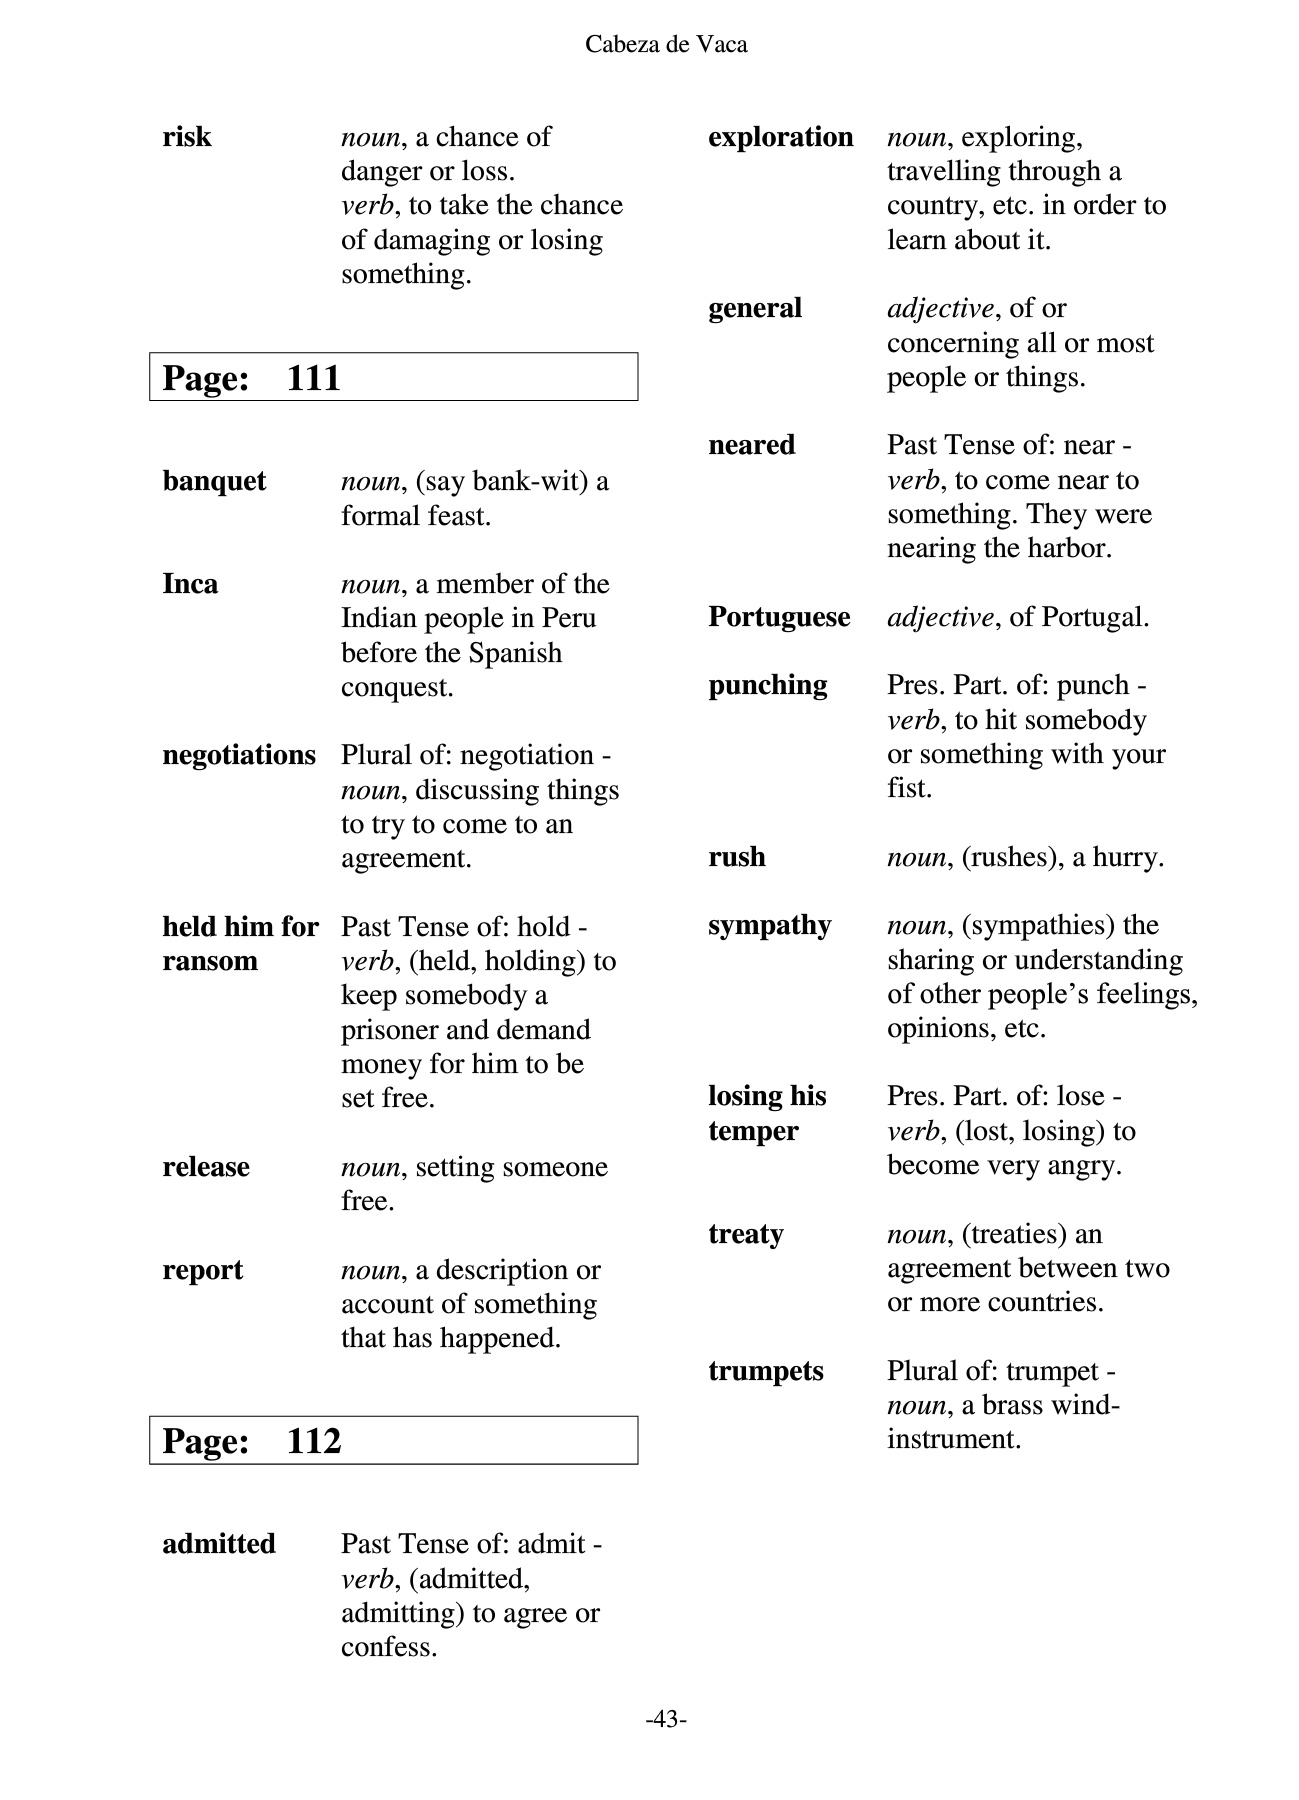 Cabeza de Vaca
risk noun, a chance of
danger or loss.
verb, to take the chance
of damaging or losing
something.
Page: 111
banquet noun, (say bank-wit) a
formal feast.
Inca noun, a member of the
Indian people in Peru
before the Spanish
conquest.
negotiations Plural of: negotiation -
noun, discussing things
to try to come to an
agreement.
held him for Past Tense of: hold -
ransom verb, (held, holding) to
keep somebody a
prisoner and demand
money for him to be
set free.
release noun, setting someone
free.
report noun, a description or
account of something
that has happened.
Page: 112
admitted Past Tense of: admit -
verb, (admitted,
admitting) to agree or
confess.
exploration noun, exploring,
travelling through a
country, etc. in order to
learn about it.
general adjective, of or
concerning all or most
people or things.
neared Past Tense of: near -
verb, to come near to
something. They were
nearing the harbor.
Portuguese adjective, of Portugal.
punching Pres. Part. of: punch -
verb, to hit somebody
or something with your
fist.
rush noun, (rushes), a hurry.
sympathy noun, (sympathies) the
sharing or understanding
of other people’s feelings,
opinions, etc.
losing his Pres. Part. of: lose -
temper verb, (lost, losing) to
become very angry.
treaty noun, (treaties) an
agreement between two
or more countries.
trumpets Plural of: trumpet -
noun, a brass wind-
instrument.
-43-